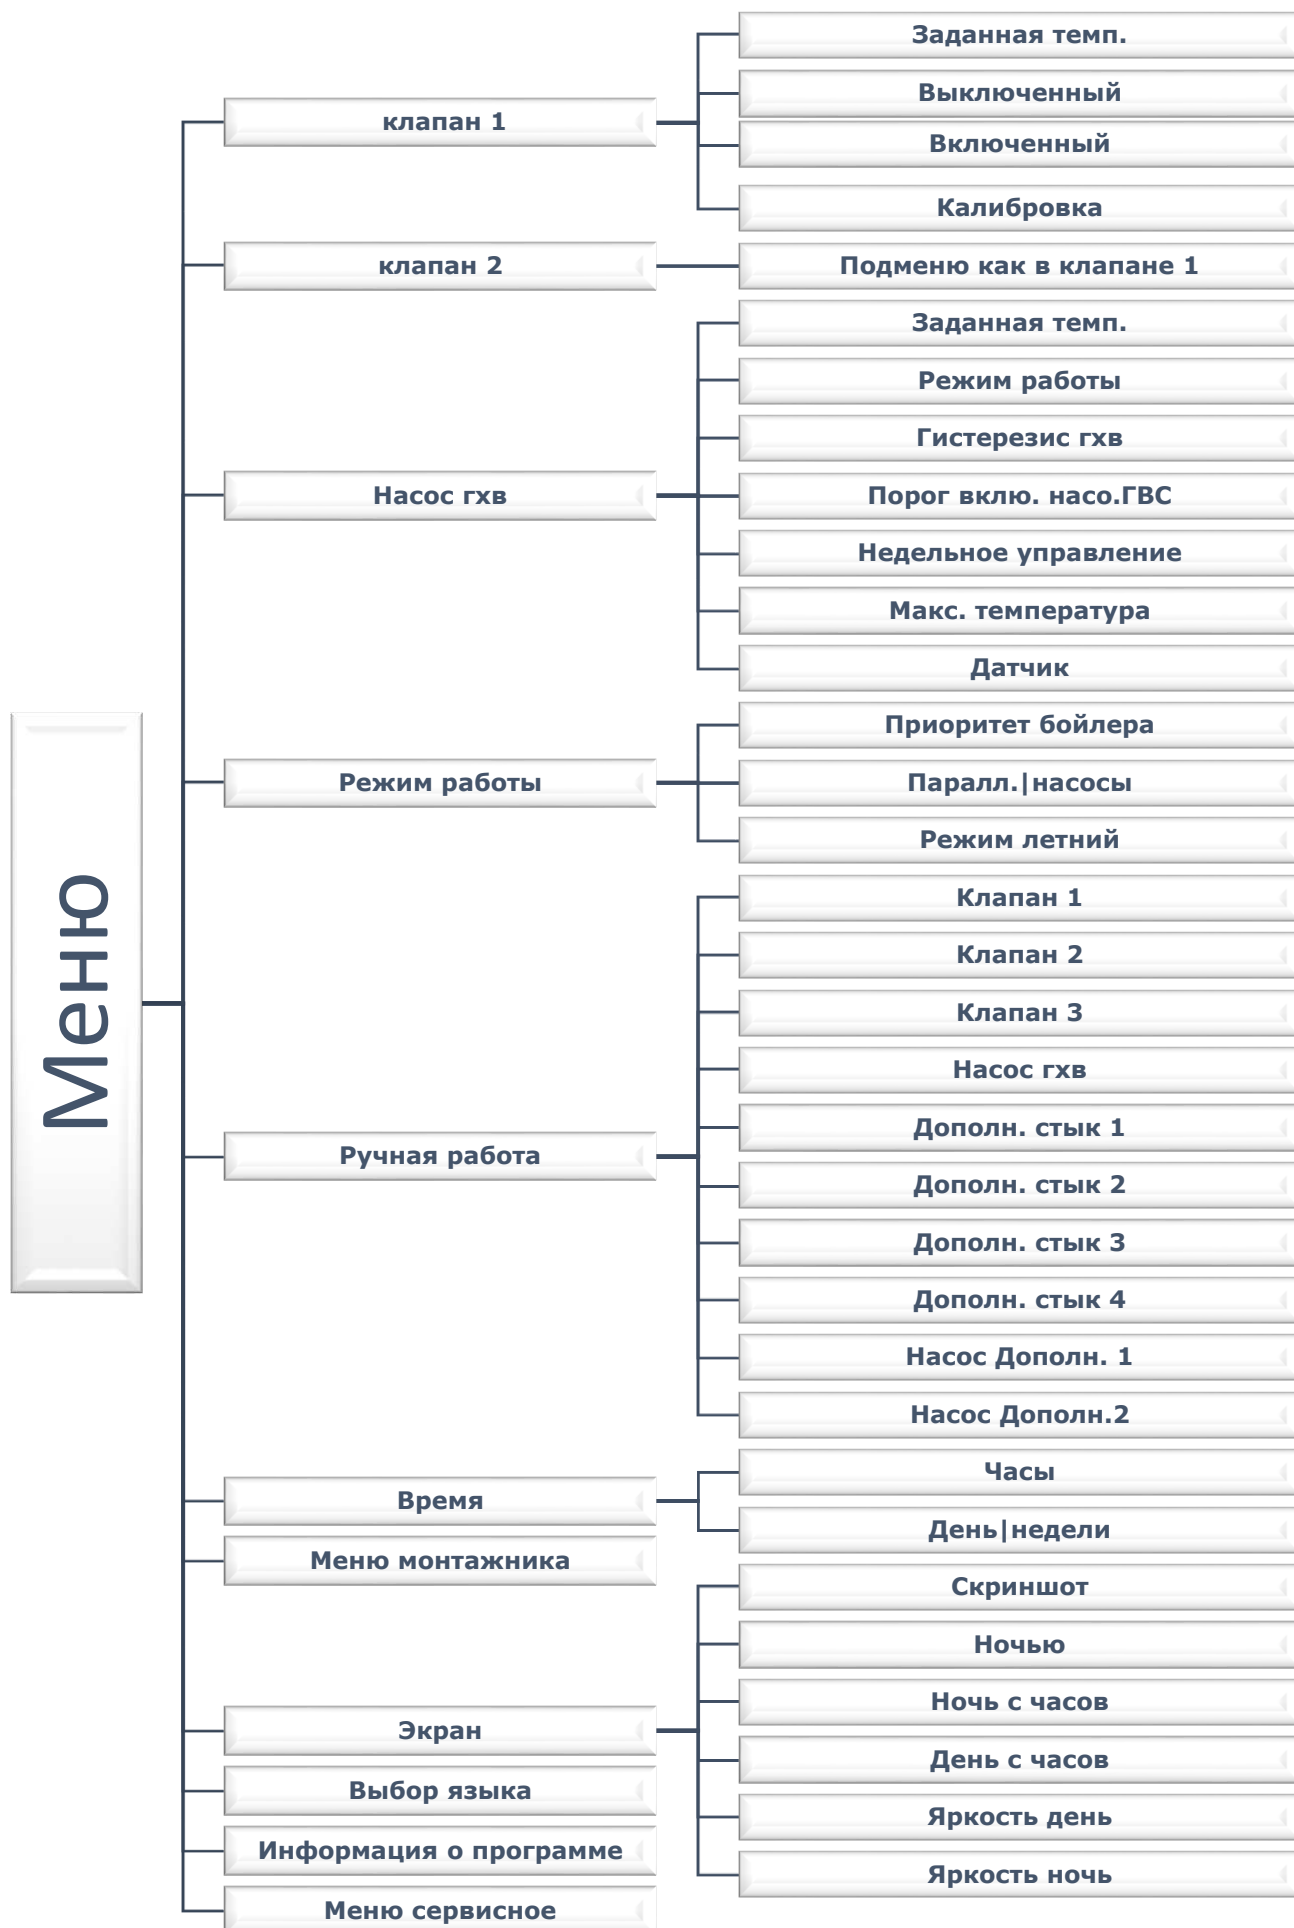 Меню
клапан 1
Заданная темп.
Выключенный
Включенный
Калибровка
клапан 2
Подменю как в клапане 1
Насос гхв
Заданная темп.
Режим работы
Гистерезис гхв
Порог вклю. насо.ГВС
Недельное управление
Макс. температура
Датчик
Режим работы
Приоритет бойлера
Паралл.|насосы
Режим летний
Ручная работа
Клапан 1
Клапан 2
Клапан 3
Насос гхв
Дополн. стык 1
Дополн. стык 2
Дополн. стык 3
Дополн. стык 4
Насос Дополн. 1
Насос Дополн.2
Время
Часы
День|недели
Меню монтажника
Экран
Скриншот
Ночью
Ночь с часов
День с часов
Яркость день
Яркость ночь
Выбор языка
Информация о программе
Меню сервисное